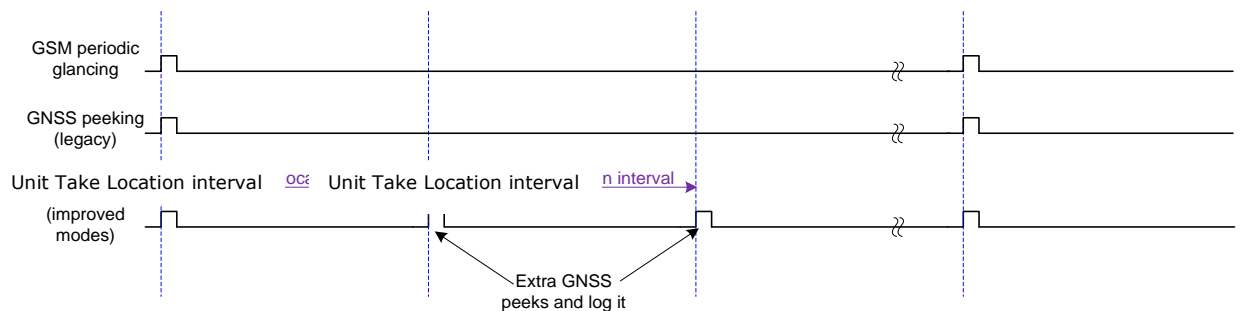 GSM periodic
glancing
GNSS peeking
(legacy)
Unit Take Location interval oca Unit Take Location interval n interval
(improved
modes)
Extra GNSS
peeks and log it